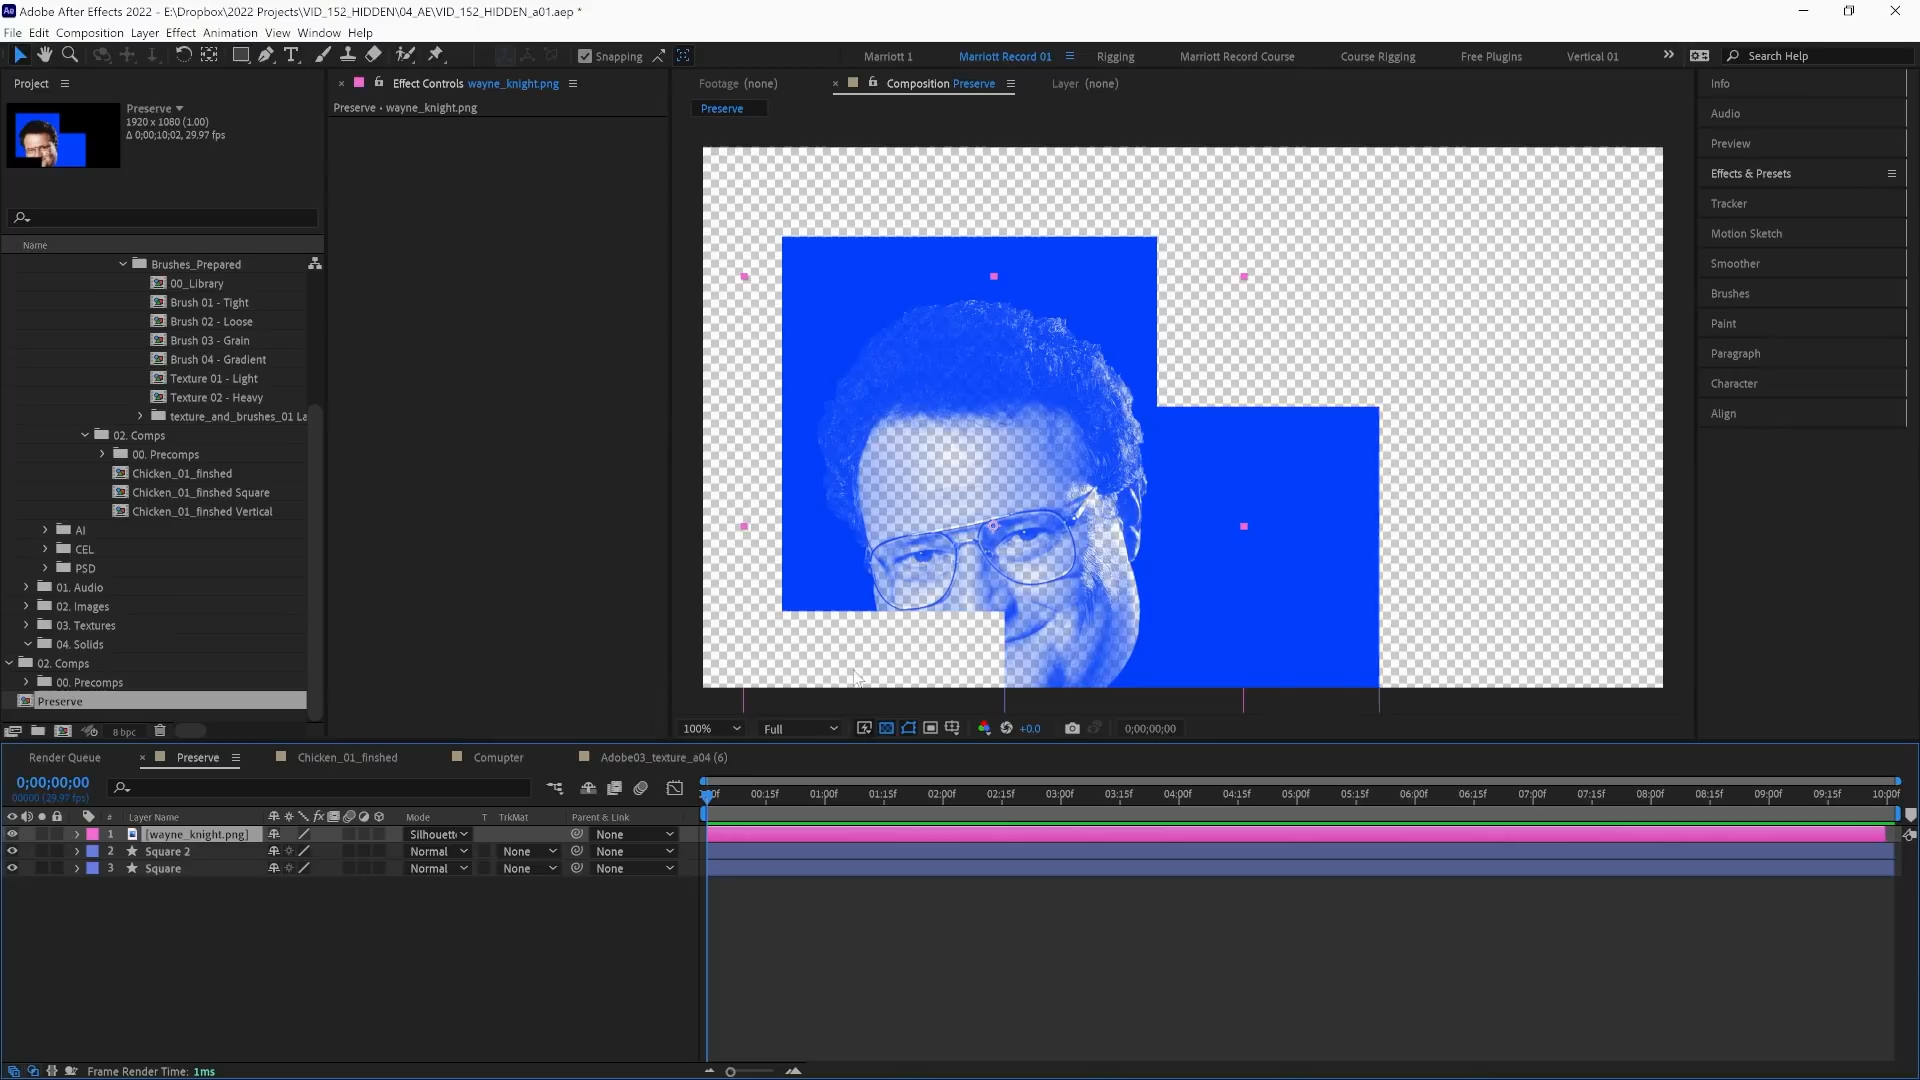 Adobe After Effects 2022 - E:\Dropbox\2022 Projects\VID_152_HIDDEN\04_AE\VID_152_HIDDEN_a01.aep *
File Edit Composition Layer Effect Animation View Window Help
Snapping
Marriott 1 Marriott Record 01 Rigging Marriott Record Course Course Rigging Free Plugins Vertical 01 Search Help
Project
Preserve
1920 x 1080 (1.00)
Δ 0;00;10;02, 29.97 fps
Name
Brushes_Prepared
00_Library
Brush 01 - Tight
Brush 02 - Loose
Brush 03 - Grain
Brush 04 - Gradient
Texture 01 - Light
Texture 02 - Heavy
texture_and_brushes_01 La
02. Comps
00. Precomps
Chicken_01_finshed
Chicken_01_finshed Square
Chicken_01_finshed Vertical
AI
CEL
PSD
01. Audio
02. Images
03. Textures
04. Solids
02. Comps
00. Precomps
Preserve
8 bpc
Effect Controls wayne_knight.png
Preserve • wayne_knight.png
Footage (none) Composition Preserve Layer (none)
Preserve
100% Full +0.0 0;00;00;00
Info
Audio
Preview
Effects & Presets
Tracker
Motion Sketch
Smoother
Brushes
Paint
Paragraph
Character
Align
Render Queue Preserve Chicken_01_finshed Comupter Adobe03_texture_a04 (6)
0;00;00;00
00000 (29.97 fps)
00:15f 01:00f 01:15f 02:00f 02:15f 03:00f 03:15f 04:00f 04:15f 05:00f 05:15f 06:00f 06:15f 07:00f 07:15f 08:00f 08:15f 09:00f 09:15f 10:00f
# Layer Name fx Mode T TrkMat Parent & Link
1 [wayne_knight.png] Silhouett None
2 Square 2 Normal None None
3 Square Normal None None
Frame Render Time: 1ms